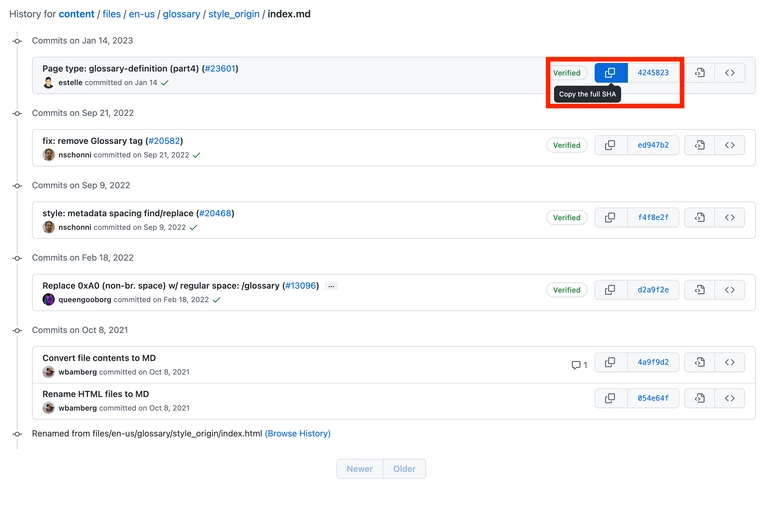 History for content / files / en-us / glossary / style_origin / index.md
Commits on Jan 14, 2023
Page type: glossary-definition (part4) (#23601)
estelle committed on Jan 14
Verified
4245823
Copy the full SHA
Commits on Sep 21, 2022
fix: remove Glossary tag (#20582)
nschonni committed on Sep 21, 2022
Verified
ed947b2
Commits on Sep 9, 2022
style: metadata spacing find/replace (#20468)
nschonni committed on Sep 9, 2022
Verified
f4f8e2f
Commits on Feb 18, 2022
Replace 0xA0 (non-br. space) w/ regular space: /glossary (#13096) ...
queengooborg committed on Feb 18, 2022
Verified
d2a9f2e
Commits on Oct 8, 2021
Convert file contents to MD
wbamberg committed on Oct 8, 2021
1
4a9f9d2
Rename HTML files to MD
wbamberg committed on Oct 8, 2021
054e64f
Renamed from files/en-us/glossary/style_origin/index.html (Browse History)
Newer Older